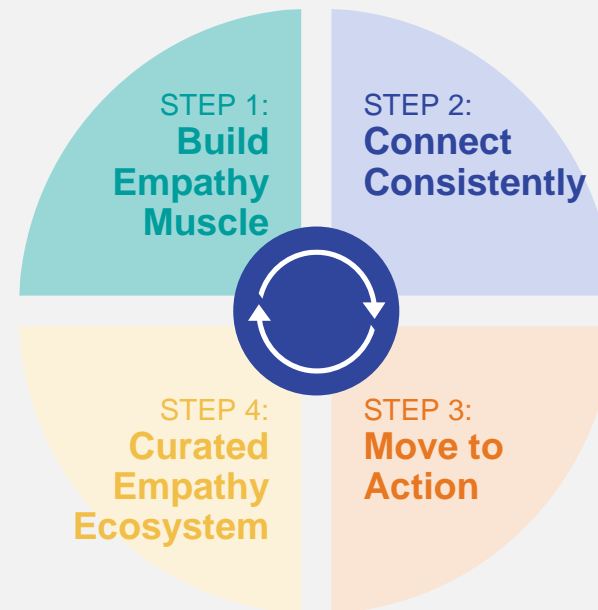 STEP 1:
Build
Empathy
Muscle
STEP 2:
Connect
Consistently
STEP 3:
Move to
Action
STEP 4:
Curated
Empathy
Ecosystem